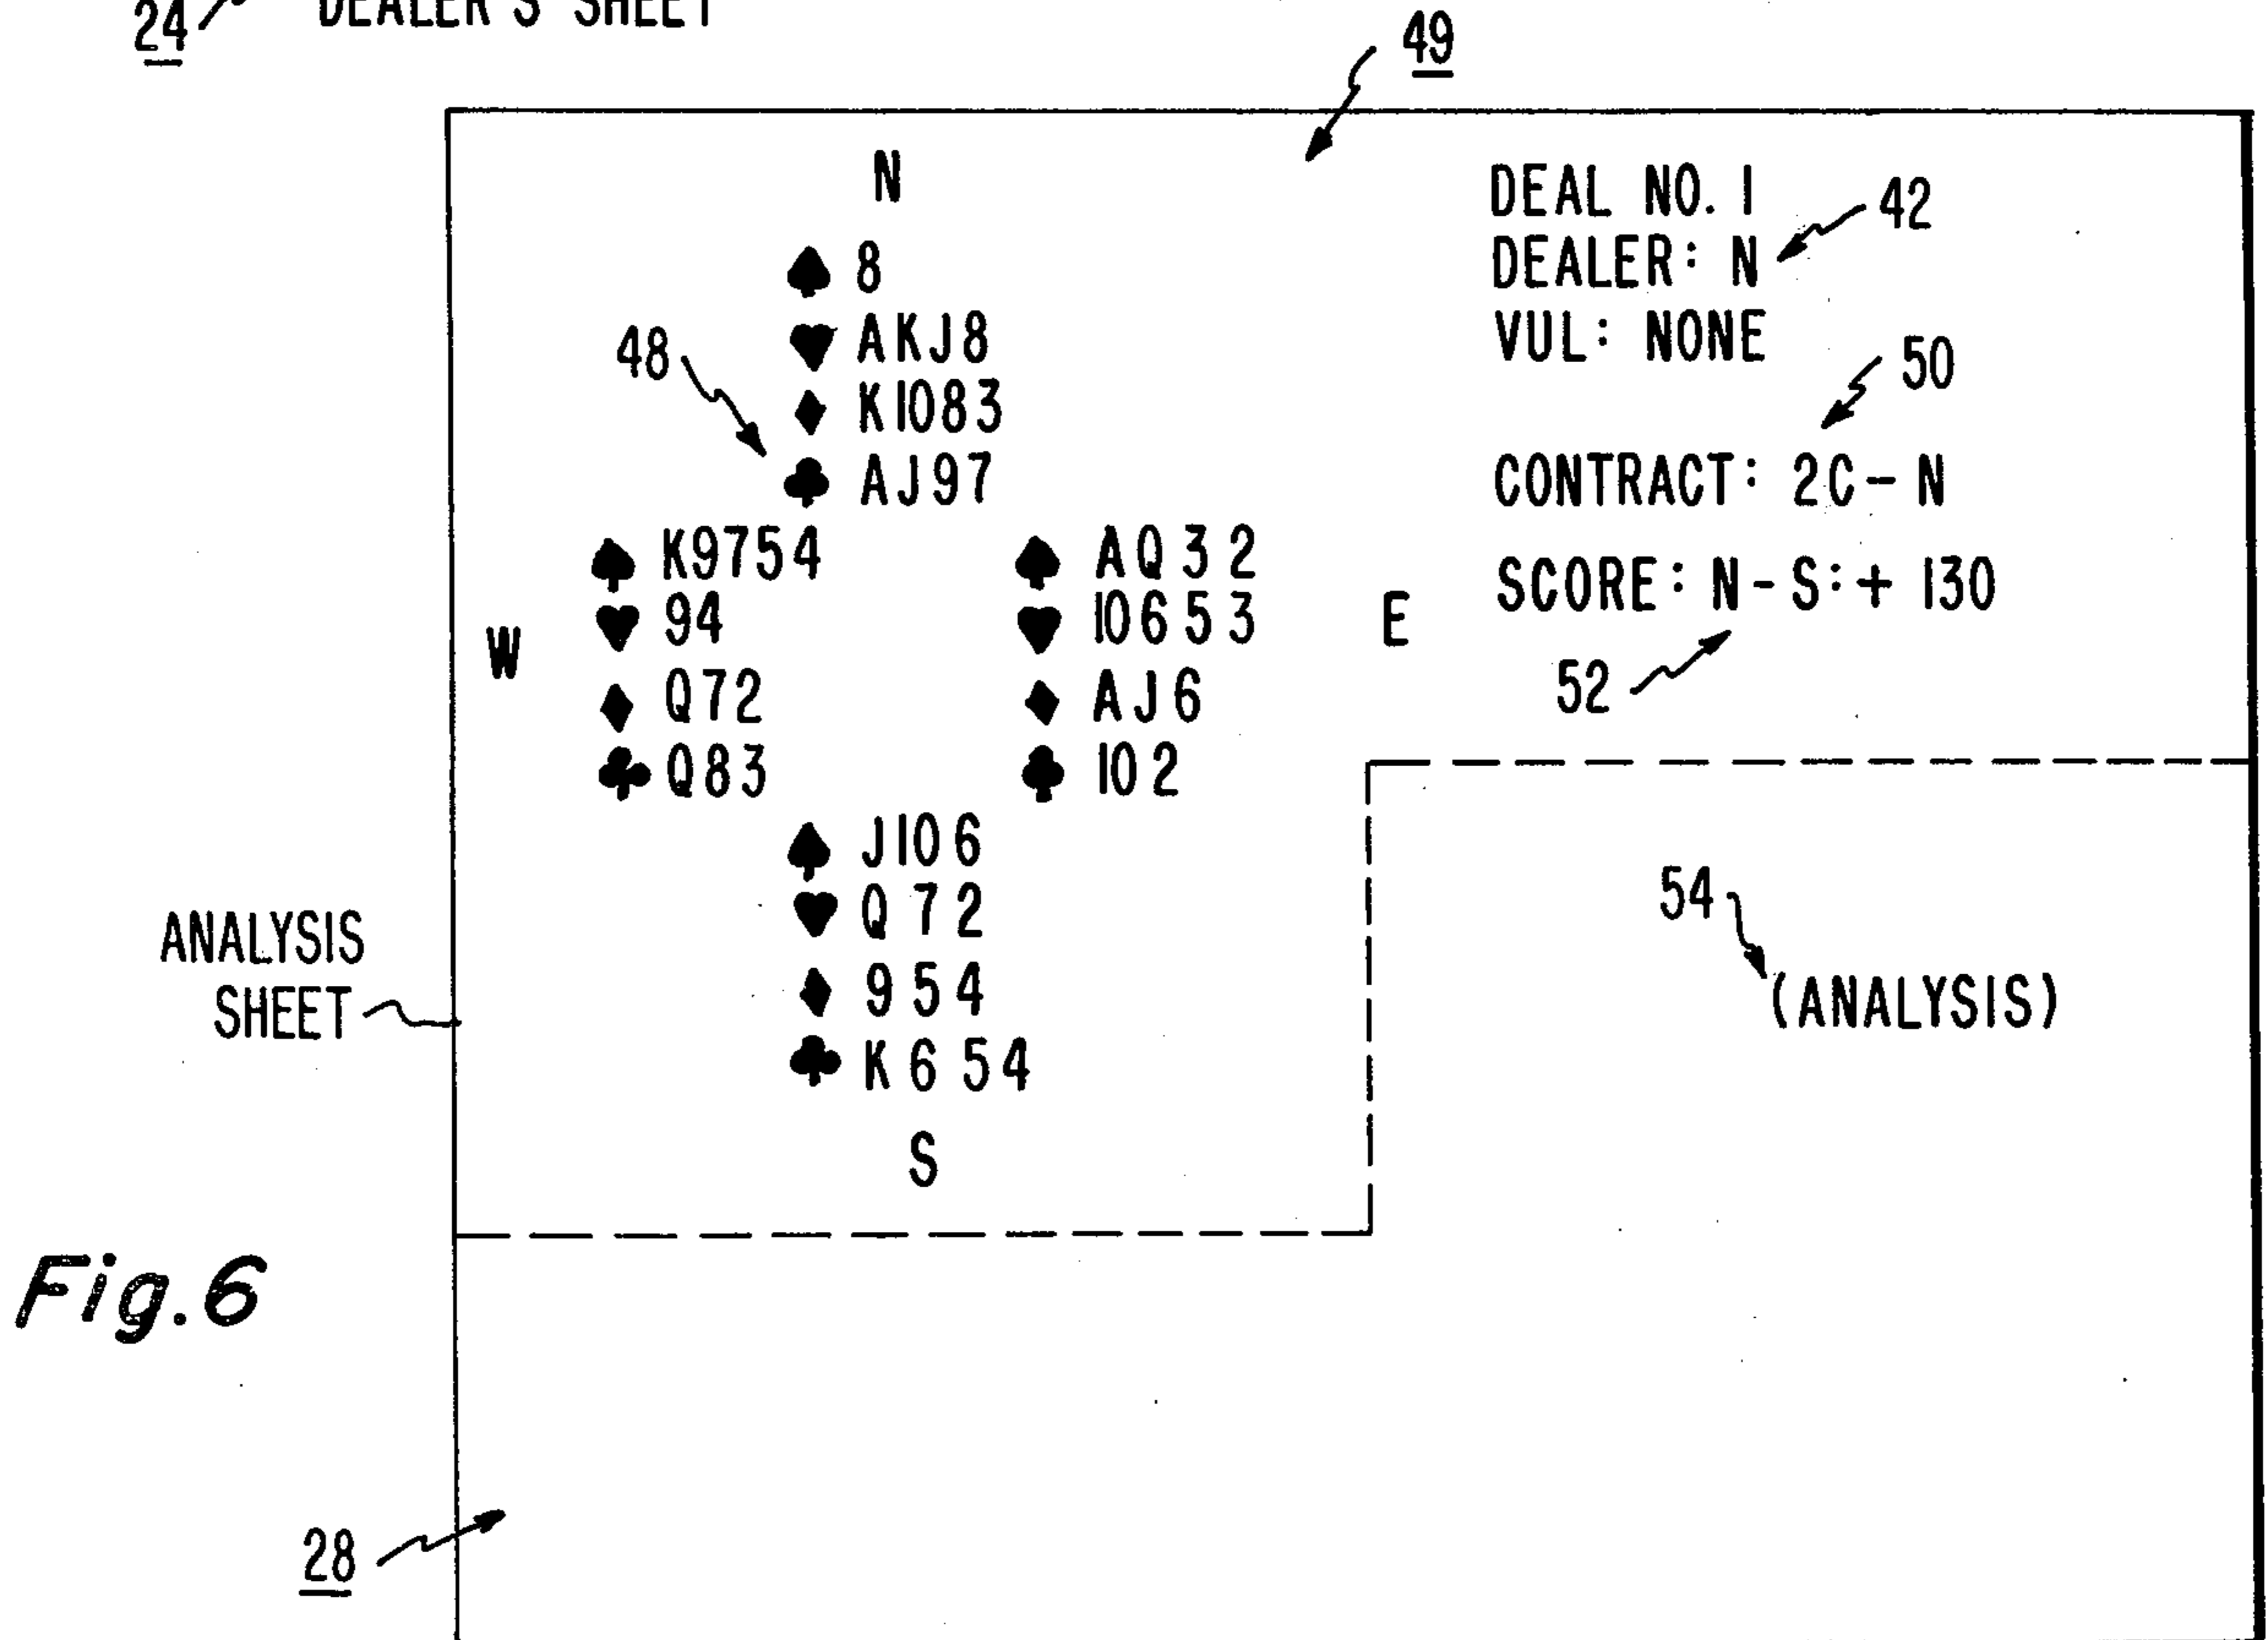 24 DEALER'S SHEET
49
N
♠ 8
♥ AKJ8
♦ K1083
♣ AJ97
48
W
♠ K9754
♥ 94
♦ Q72
♣ Q83
♠ AQ32
♥ 10653
♦ AJ6
♣ 102
E
♠ J106
♥ Q72
♦ 954
♣ K654
S
DEAL NO. 1
DEALER: N
VUL: NONE
42
50
CONTRACT: 2C-N
SCORE: N-S:+ 130
52
54
(ANALYSIS)
ANALYSIS
SHEET
Fig.6
28